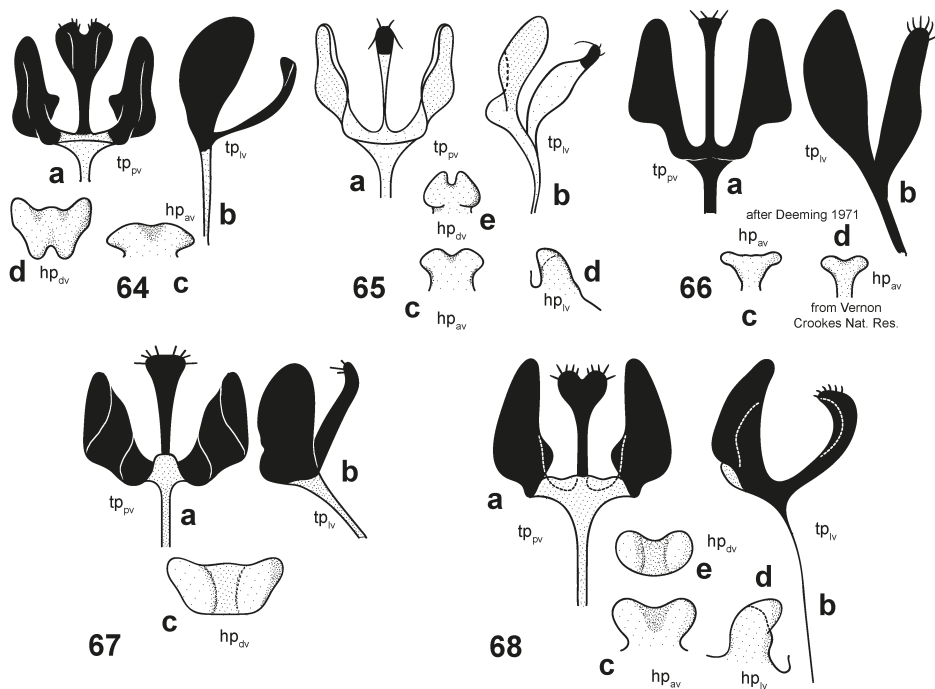 tp_pv
a
tp_lv
b
d
hp_dv
hp_av
c
64
tp_pv
a
tp_lv
b
hp_dv
e
c
hp_av
hp_lv
d
65
tp_pv
a
tp_lv
b
after Deeming 1971
hp_av
c
d
hp_av
from Vernon
Crookes Nat. Res.
66
tp_pv
a
tp_lv
b
c
hp_dv
67
a
tp_pv
tp_lv
b
hp_dv
e
c
hp_av
d
hp_lv
68